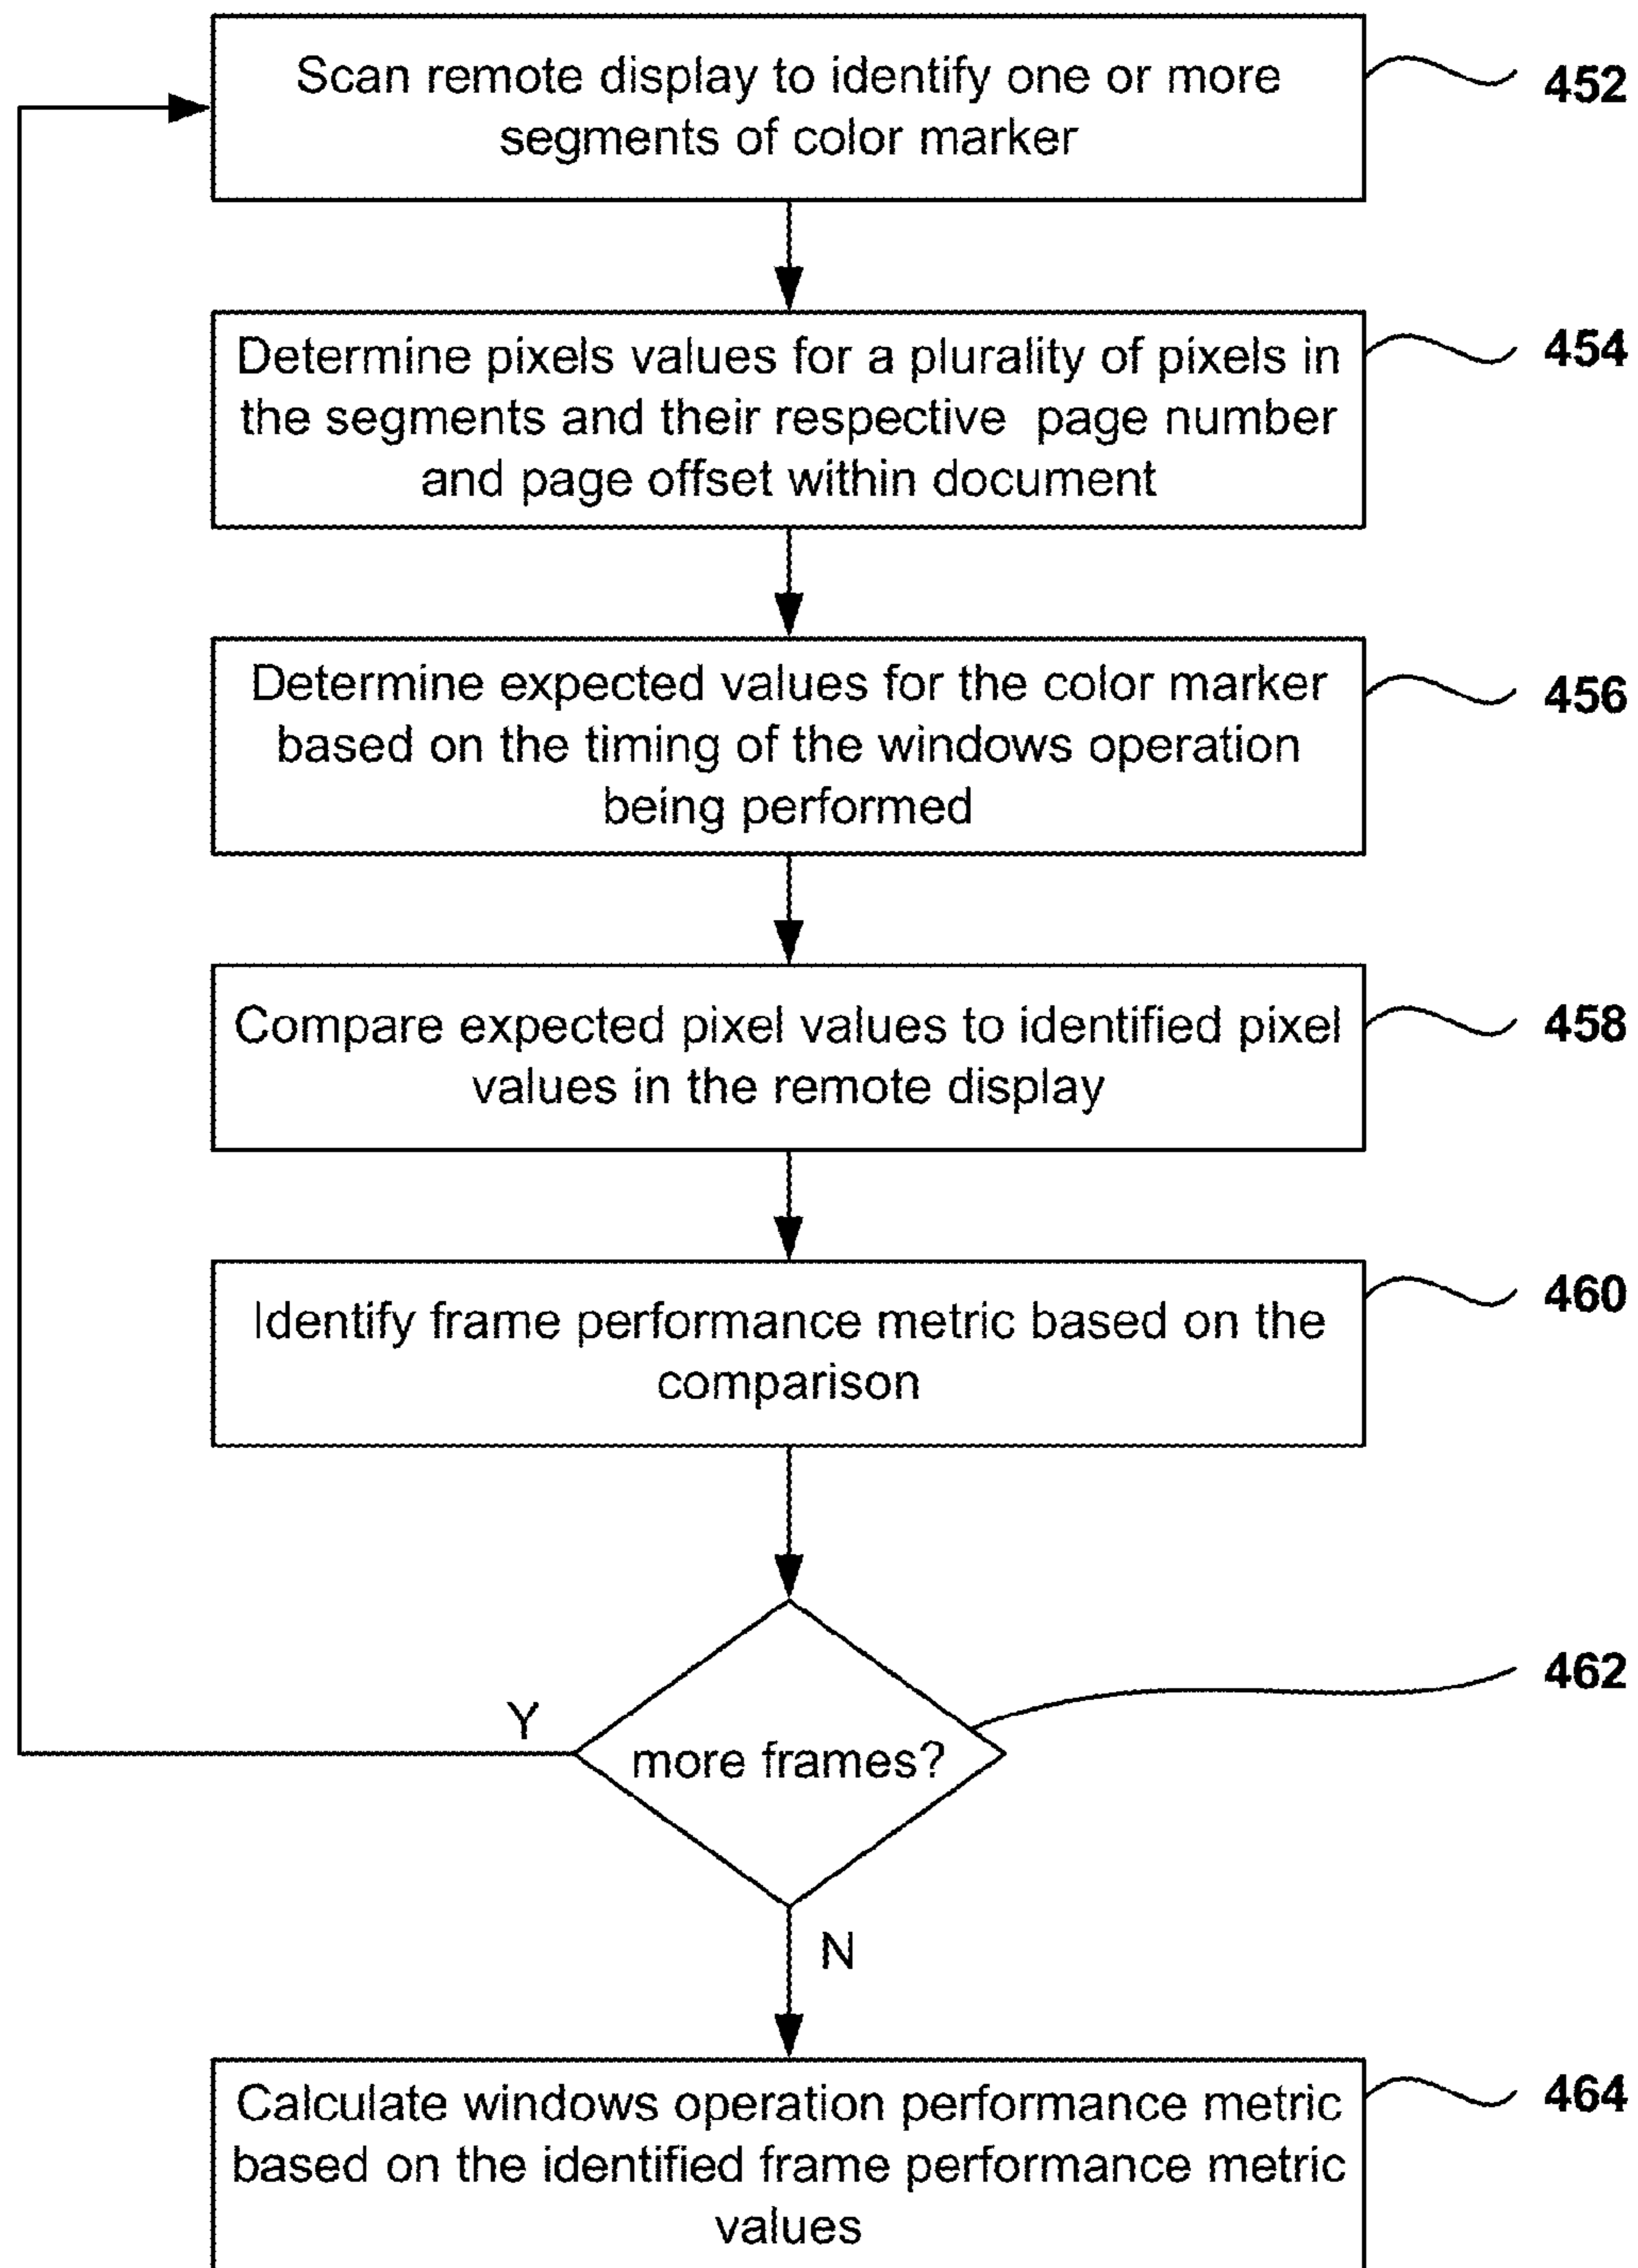 Scan remote display to identify one or more
segments of color marker
452
Determine pixels values for a plurality of pixels in
the segments and their respective page number
and page offset within document
454
Determine expected values for the color marker
based on the timing of the windows operation
being performed
456
Compare expected pixel values to identified pixel
values in the remote display
458
Identify frame performance metric based on the
comparison
460
more frames?
462
Y
N
Calculate windows operation performance metric
based on the identified frame performance metric
values
464